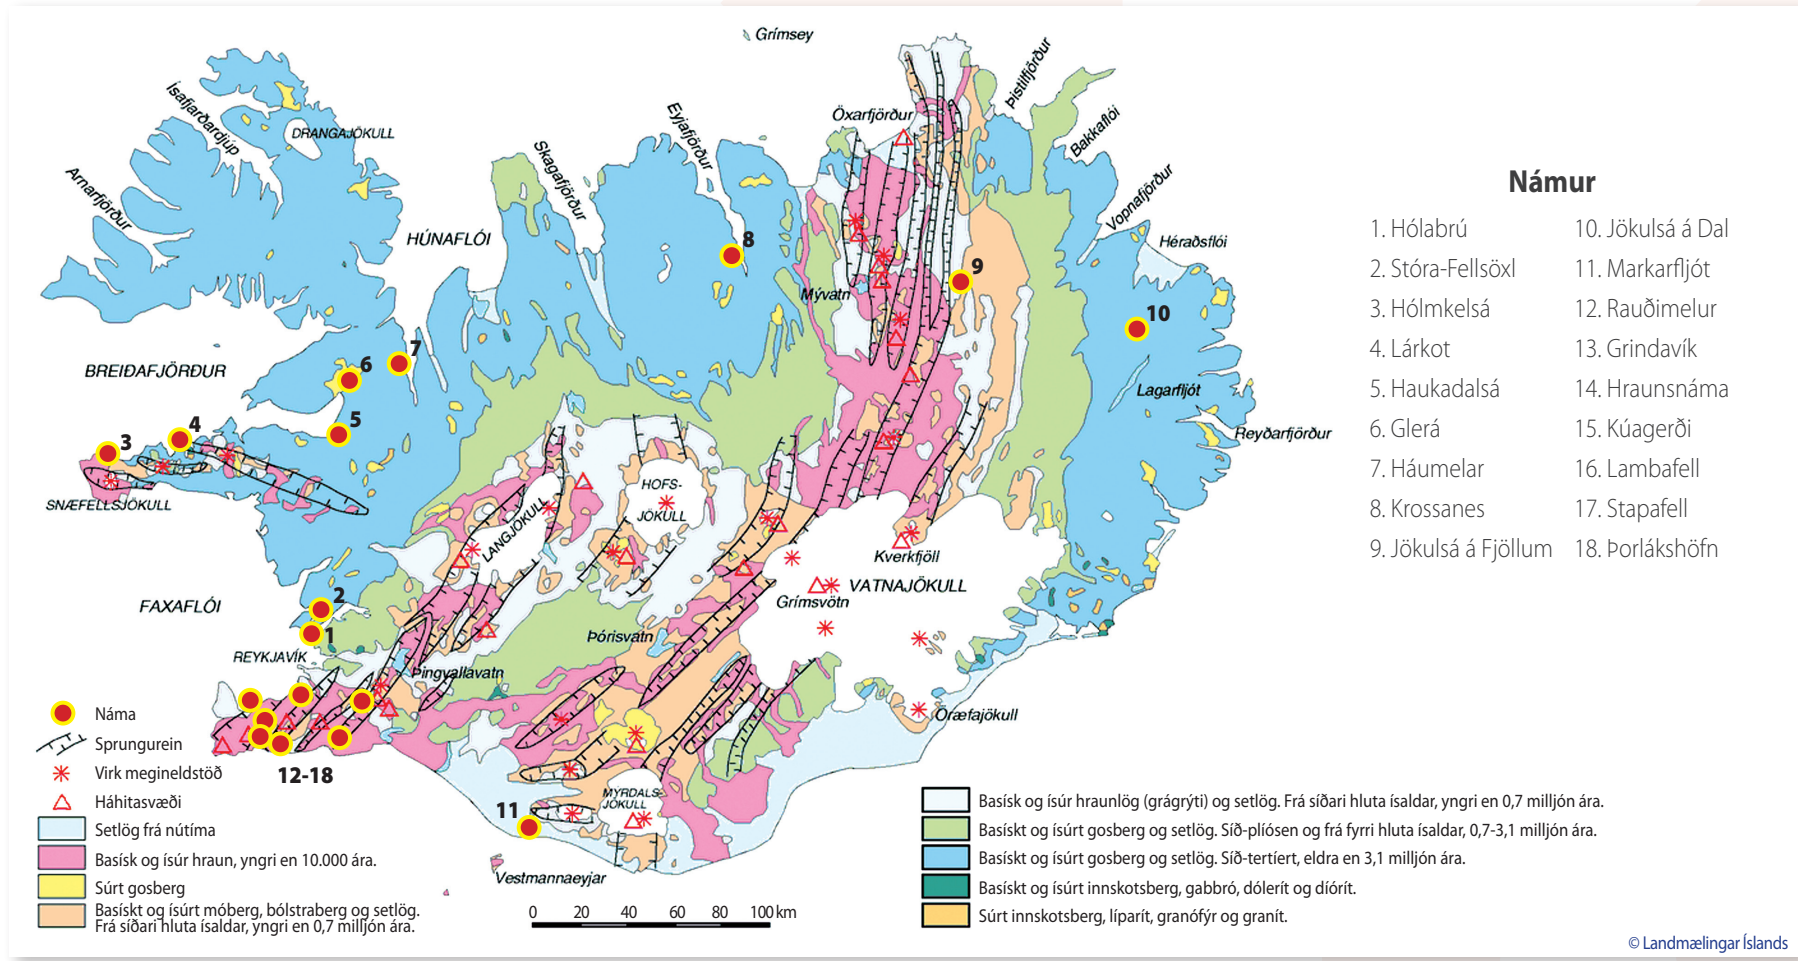 Grímsey
Ísafjarðardjúp
DRANGAJÖKULL
Arnarfjörður
HÚNAFLÓI
Skagafjörður
Eyjafjörður
Öxarfjörður
Þistilfjörður
Bakkaflói
Vopnafjörður
Héraðsflói
8
9
Mývatn
10
7
6
BREIÐAFJÖRÐUR
Lagarfljót
5
4
3
Reyðarfjörður
SNÆFELLSJÖKULL
LANGJÖKULL
HOFS-
JÖKULL
Kverkfjöll
VATNAJÖKULL
Grímsvötn
FAXAFLÓI
2
1
Þórisvatn
REYKJAVÍK
Þingvallavatn
Öræfajökull
12-18
11
MÝRDALS-
JÖKULL
Vestmannaeyjar
Náma
Sprungurein
Virk megineldstöð
Háhitasvæði
Setlög frá nútíma
Basísk og ísúr hraun, yngri en 10.000 ára.
Súrt gosberg
Basískt og ísúrt móberg, bólstraberg og setlög.
Frá síðari hluta ísaldar, yngri en 0,7 milljón ára.
0 20 40 60 80 100 km
Basísk og ísúr hraunlög (grágrýti) og setlög. Frá síðari hluta ísaldar, yngri en 0,7 milljón ára.
Basískt og ísúrt gosberg og setlög. Síð-plíósen og frá fyrri hluta ísaldar, 0,7-3,1 milljón ára.
Basískt og ísúrt gosberg og setlög. Síð-tertíert, eldra en 3,1 milljón ára.
Basískt og ísúrt innskotsberg, gabbró, dólerít og díórít.
Súrt innskotsberg, líparít, granófýr og granít.
Námur
1. Hólabrú
2. Stóra-Fellsöxl
3. Hólmkelsá
4. Lárkot
5. Haukadalsá
6. Glerá
7. Háumelar
8. Krossanes
9. Jökulsá á Fjöllum
10. Jökulsá á Dal
11. Markarfljót
12. Rauðimelur
13. Grindavík
14. Hraunsnáma
15. Kúagerði
16. Lambafell
17. Stapafell
18. Þorlákshöfn
© Landmælingar Íslands